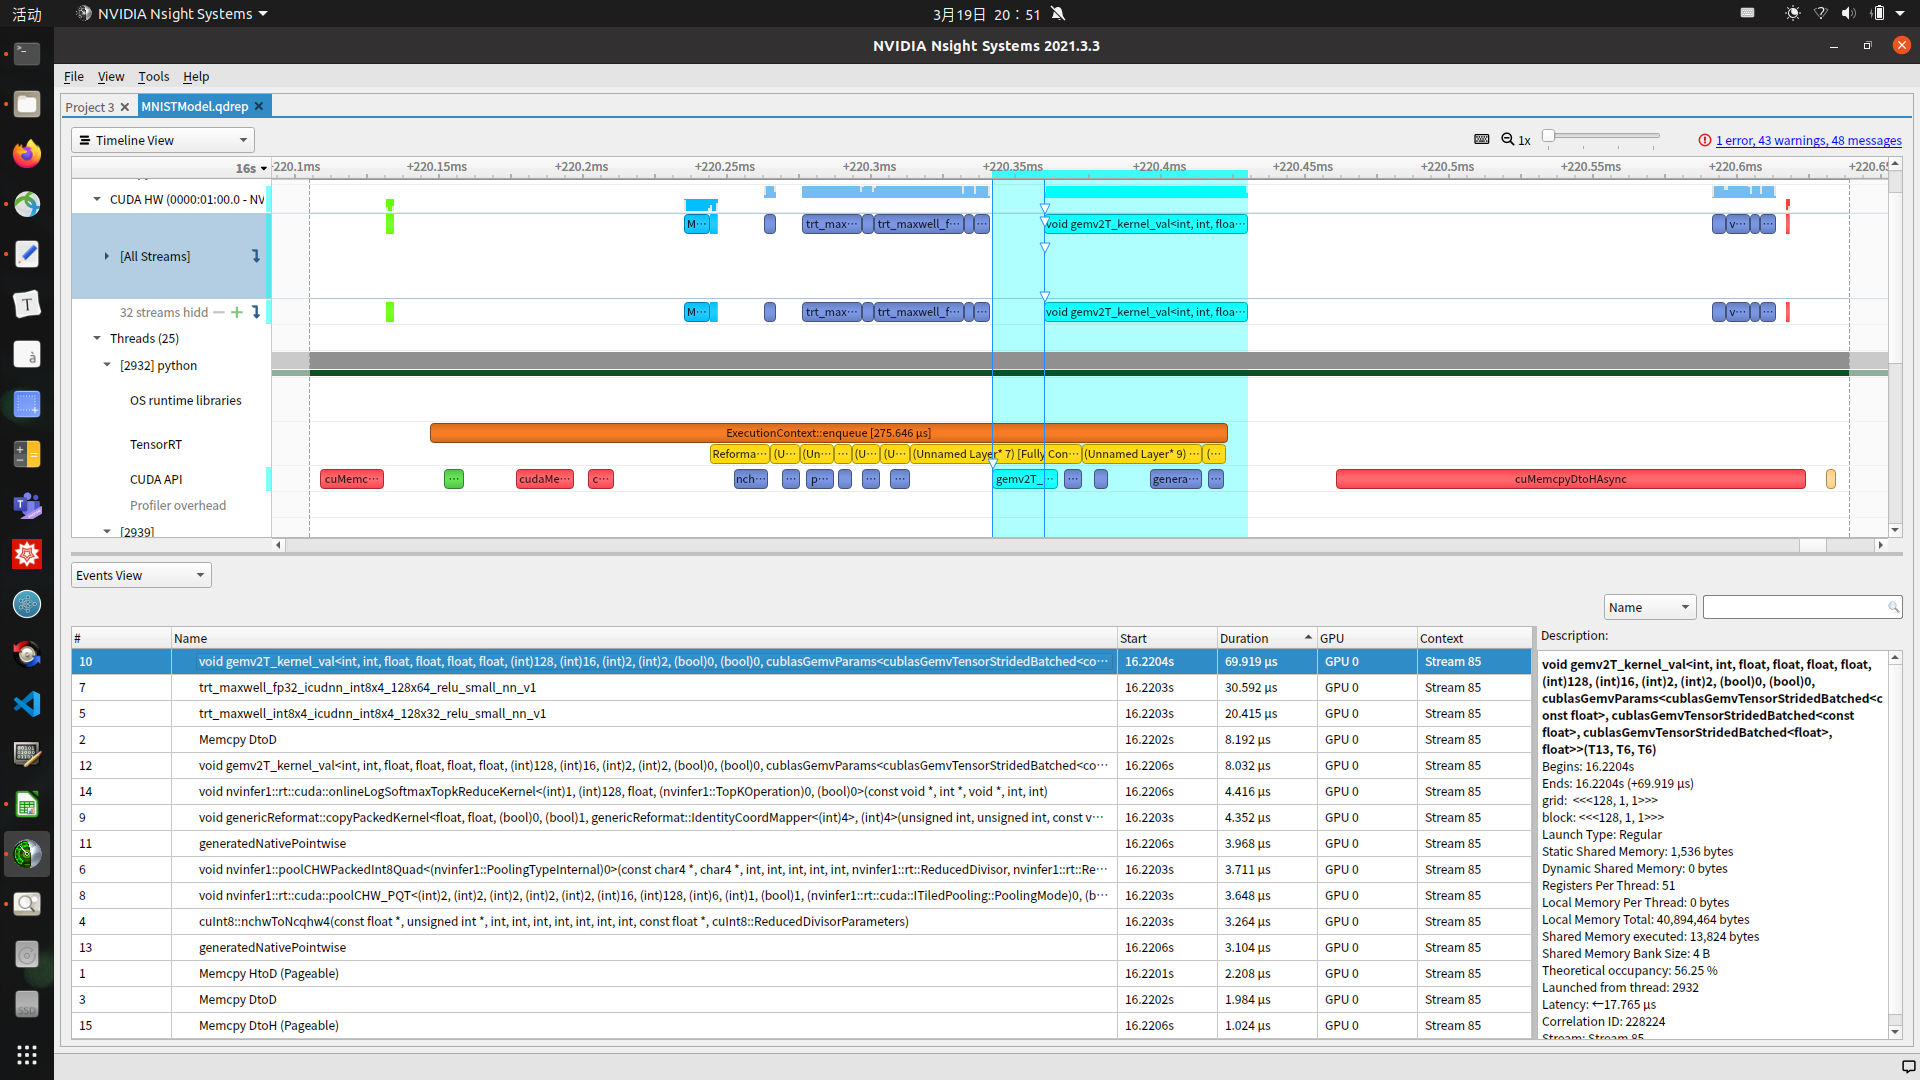 活动
NVIDIA Nsight Systems
3月19日 20：51
NVIDIA Nsight Systems 2021.3.3
File View Tools Help
Project 3
MNISTModel.qdrep
Timeline View
1x
1 error, 43 warnings, 48 messages
16s
+220.1ms +220.15ms +220.2ms +220.25ms +220.3ms +220.35ms +220.4ms +220.45ms +220.5ms +220.55ms +220.6ms
CUDA HW (0000:01:00.0 - NV
M··· trt_max··· trt_maxwell_f··· ··· void gemv2T_kernel_val<int, int, floa··· v··· ···
[All Streams]
32 streams hidd
M··· trt_max··· trt_maxwell_f··· ··· void gemv2T_kernel_val<int, int, floa··· v··· ···
Threads (25)
[2932] python
OS runtime libraries
ExecutionContext::enqueue [275.646 µs]
TensorRT
Reforma··· (U··· (Un··· ··· (U··· (U··· (Unnamed Layer* 7) [Fully Con··· (Unnamed Layer* 9) ··· (···
CUDA API
cuMemc··· ··· cudaMe··· c··· nch··· ··· p··· ··· ··· gemv2T_··· ··· genera··· ··· cuMemcpyDtoHAsync
Profiler overhead
[2939]
Events View
Name
# Name Start Duration GPU Context
10 void gemv2T_kernel_val<int, int, float, float, float, float, (int)128, (int)16, (int)2, (int)2, (bool)0, (bool)0, cublasGemvParams<cublasGemvTensorStridedBatched<co··· 16.2204s 69.919 µs GPU 0 Stream 85
7 trt_maxwell_fp32_icudnn_int8x4_128x64_relu_small_nn_v1 16.2203s 30.592 µs GPU 0 Stream 85
5 trt_maxwell_int8x4_icudnn_int8x4_128x32_relu_small_nn_v1 16.2203s 20.415 µs GPU 0 Stream 85
2 Memcpy DtoD 16.2202s 8.192 µs GPU 0 Stream 85
12 void gemv2T_kernel_val<int, int, float, float, float, float, (int)128, (int)16, (int)2, (int)2, (bool)0, (bool)0, cublasGemvParams<cublasGemvTensorStridedBatched<co··· 16.2206s 8.032 µs GPU 0 Stream 85
14 void nvinfer1::rt::cuda::onlineLogSoftmaxTopkReduceKernel<(int)1, (int)128, float, (nvinfer1::TopKOperation)0, (bool)0>(const void *, int *, void *, int, int) 16.2206s 4.416 µs GPU 0 Stream 85
9 void genericReformat::copyPackedKernel<float, float, (bool)0, (bool)1, genericReformat::IdentityCoordMapper<(int)4>, (int)4>(unsigned int, unsigned int, const v··· 16.2203s 4.352 µs GPU 0 Stream 85
11 generatedNativePointwise 16.2206s 3.968 µs GPU 0 Stream 85
6 void nvinfer1::poolCHWPackedInt8Quad<(nvinfer1::PoolingTypeInternal)0>(const char4 *, char4 *, int, int, int, int, int, nvinfer1::rt::ReducedDivisor, nvinfer1::rt::Re··· 16.2203s 3.711 µs GPU 0 Stream 85
8 void nvinfer1::rt::cuda::poolCHW_PQT<(int)2, (int)2, (int)2, (int)2, (int)2, (int)16, (int)128, (int)6, (int)1, (bool)1, (nvinfer1::rt::cuda::ITiledPooling::PoolingMode)0, (b··· 16.2203s 3.648 µs GPU 0 Stream 85
4 cuInt8::nchwToNcqhw4(const float *, unsigned int *, int, int, int, int, int, int, const float *, cuInt8::ReducedDivisorParameters) 16.2203s 3.264 µs GPU 0 Stream 85
13 generatedNativePointwise 16.2206s 3.104 µs GPU 0 Stream 85
1 Memcpy HtoD (Pageable) 16.2201s 2.208 µs GPU 0 Stream 85
3 Memcpy DtoD 16.2202s 1.984 µs GPU 0 Stream 85
15 Memcpy DtoH (Pageable) 16.2206s 1.024 µs GPU 0 Stream 85
Description:
void gemv2T_kernel_val<int, int, float, float, float, float,
(int)128, (int)16, (int)2, (int)2, (bool)0, (bool)0,
cublasGemvParams<cublasGemvTensorStridedBatched<c
onst float>, cublasGemvTensorStridedBatched<const
float>, cublasGemvTensorStridedBatched<float>,
float>>(T13, T6, T6)
Begins: 16.2204s
Ends: 16.2204s (+69.919 µs)
grid: <<<128, 1, 1>>>
block: <<<128, 1, 1>>>
Launch Type: Regular
Static Shared Memory: 1,536 bytes
Dynamic Shared Memory: 0 bytes
Registers Per Thread: 51
Local Memory Per Thread: 0 bytes
Local Memory Total: 40,894,464 bytes
Shared Memory executed: 13,824 bytes
Shared Memory Bank Size: 4 B
Theoretical occupancy: 56.25 %
Launched from thread: 2932
Latency: ←17.765 µs
Correlation ID: 228224
Stream: Stream 85